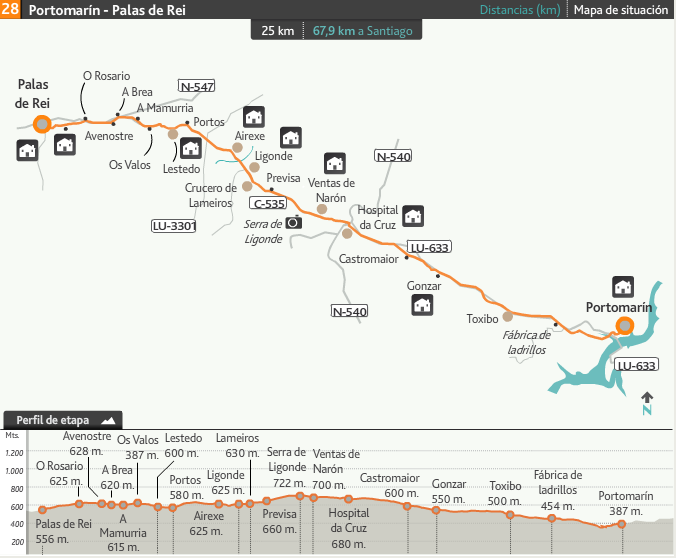 28 Portomarín - Palas de Rei
Distancias (km) Mapa de situación
25 km 67,9 km a Santiago
Palas
de Rei
O Rosario
A Brea
N-547
A Mamurria
Portos
Avenostre
Os Valos
Lestedo
Airexe
Ligonde
N-540
Previsa
Ventas de
Narón
Crucero de
Lameiros
C-535
LU-3301
Serra de
Ligonde
Hospital
da Cruz
LU-633
Castromaior
Gonzar
N-540
Toxibo
Portomarín
Fábrica de
ladrillos
LU-633
N
Perfil de etapa
Mts.
1.200
1.000
800
600
400
200
O Rosario
625 m.
Avenostre
628 m.
A Brea
620 m.
Os Valos
387 m.
Lestedo
600 m.
Portos
580 m.
Ligonde
625 m.
Lameiros
630 m.
Serra de
Ligonde
722 m.
Ventas de
Narón
700 m.
Castromaior
600 m.
Gonzar
550 m.
Toxibo
500 m.
Fábrica de
ladrillos
454 m.
Portomarín
387 m.
Palas de Rei
556 m.
A
Mamurria
615 m.
Airexe
625 m.
Previsa
660 m.
Hospital
da Cruz
680 m.